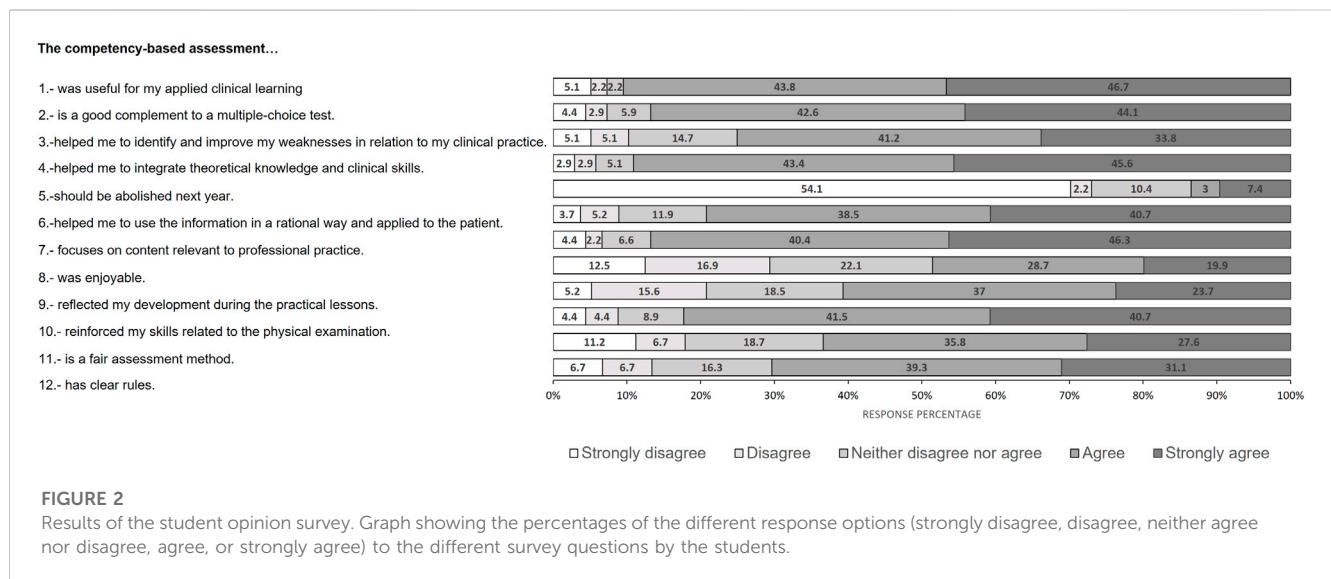 The competency-based assessment...
1.- was useful for my applied clinical learning
5.1 2.2 2.2 43.8 46.7
2.- is a good complement to a multiple-choice test.
4.4 2.9 5.9 42.6 44.1
3.-helped me to identify and improve my weaknesses in relation to my clinical practice.
5.1 5.1 14.7 41.2 33.8
4.-helped me to integrate theoretical knowledge and clinical skills.
2.9 2.9 5.1 43.4 45.6
5.-should be abolished next year.
54.1 2.2 10.4 3 7.4
6.-helped me to use the information in a rational way and applied to the patient.
3.7 5.2 11.9 38.5 40.7
7.- focuses on content relevant to professional practice.
4.4 2.2 6.6 40.4 46.3
8.- was enjoyable.
12.5 16.9 22.1 28.7 19.9
9.- reflected my development during the practical lessons.
5.2 15.6 18.5 37 23.7
10.- reinforced my skills related to the physical examination.
4.4 4.4 8.9 41.5 40.7
11.- is a fair assessment method.
11.2 6.7 18.7 35.8 27.6
12.- has clear rules.
6.7 6.7 16.3 39.3 31.1
0% 10% 20% 30% 40% 50% 60% 70% 80% 90% 100%
RESPONSE PERCENTAGE
Strongly disagree Disagree Neither disagree nor agree Agree Strongly agree
FIGURE 2
Results of the student opinion survey. Graph showing the percentages of the different response options (strongly disagree, disagree, neither agree
nor disagree, agree, or strongly agree) to the different survey questions by the students.